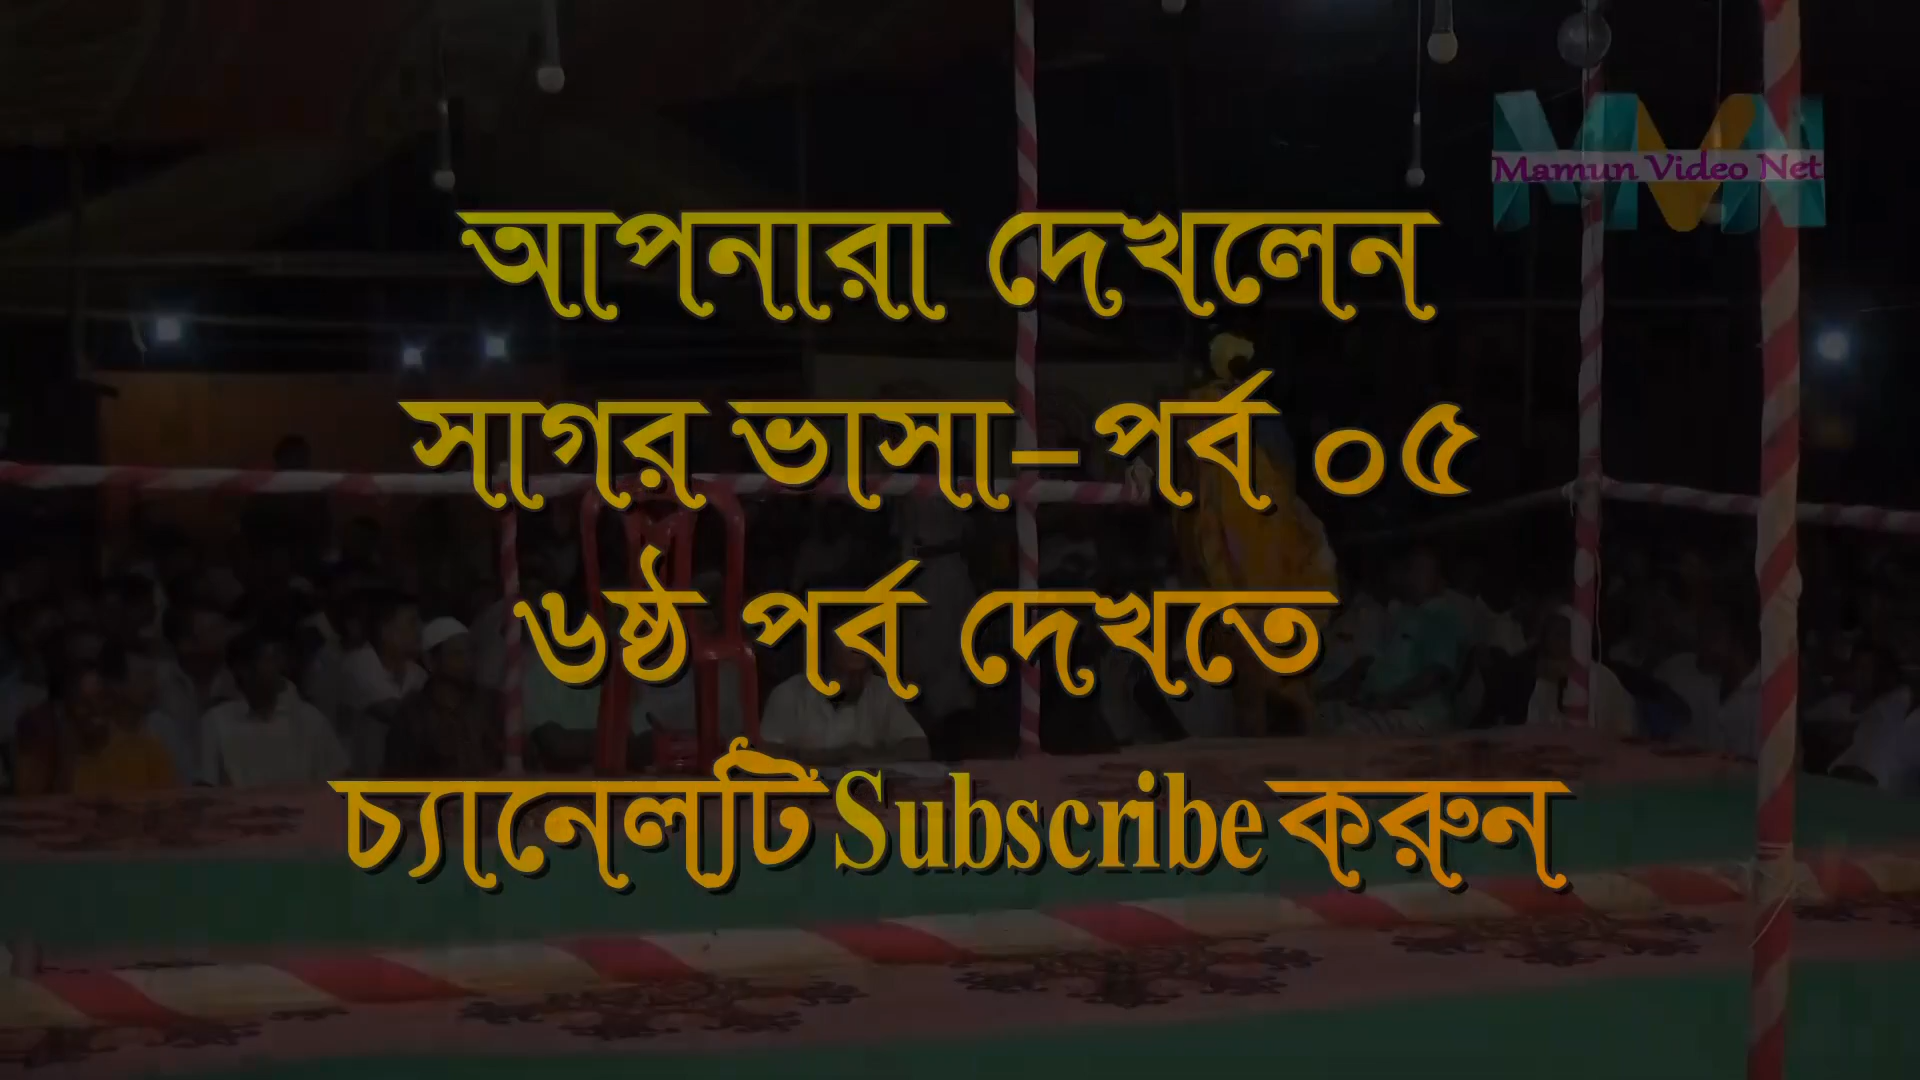 Mamun Video Net
আপনারা দেখলেন
সাগর ভাসা-পর্ব ০৫
৬ষ্ঠ পর্ব দেখতে
চ্যানেলটি Subscribe করুন